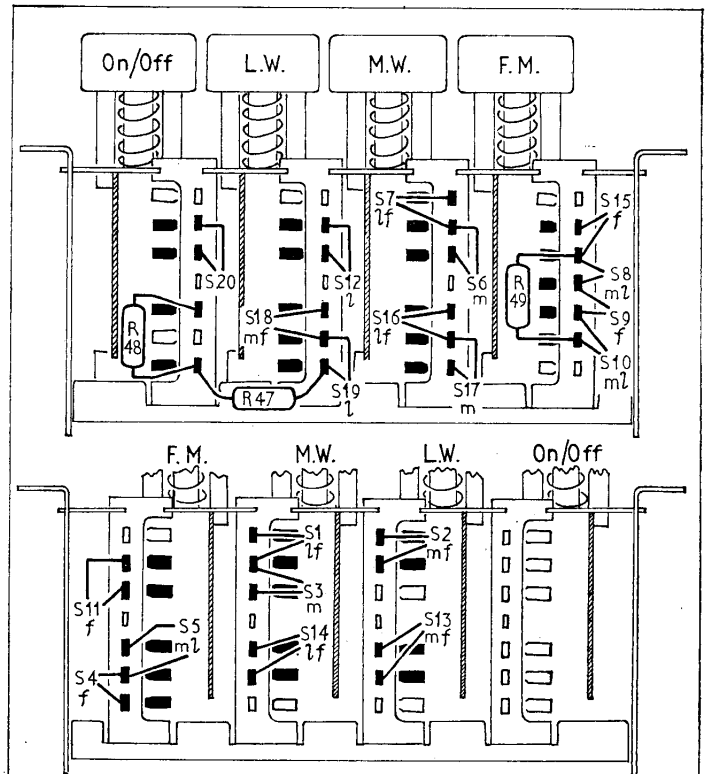 On/Off L.W. M.W. F.M.
S7
lf
S15
f
S20
S12
l
S6
m
R
49
S8
ml
S18
mf
S16
lf
S9
f
R
48
S10
ml
R47
S19
l
S17
m
F.M. M.W. L.W. On/Off
S1
lf
S2
mf
S3
m
S11
f
S5
ml
S14
lf
S13
mf
S4
f